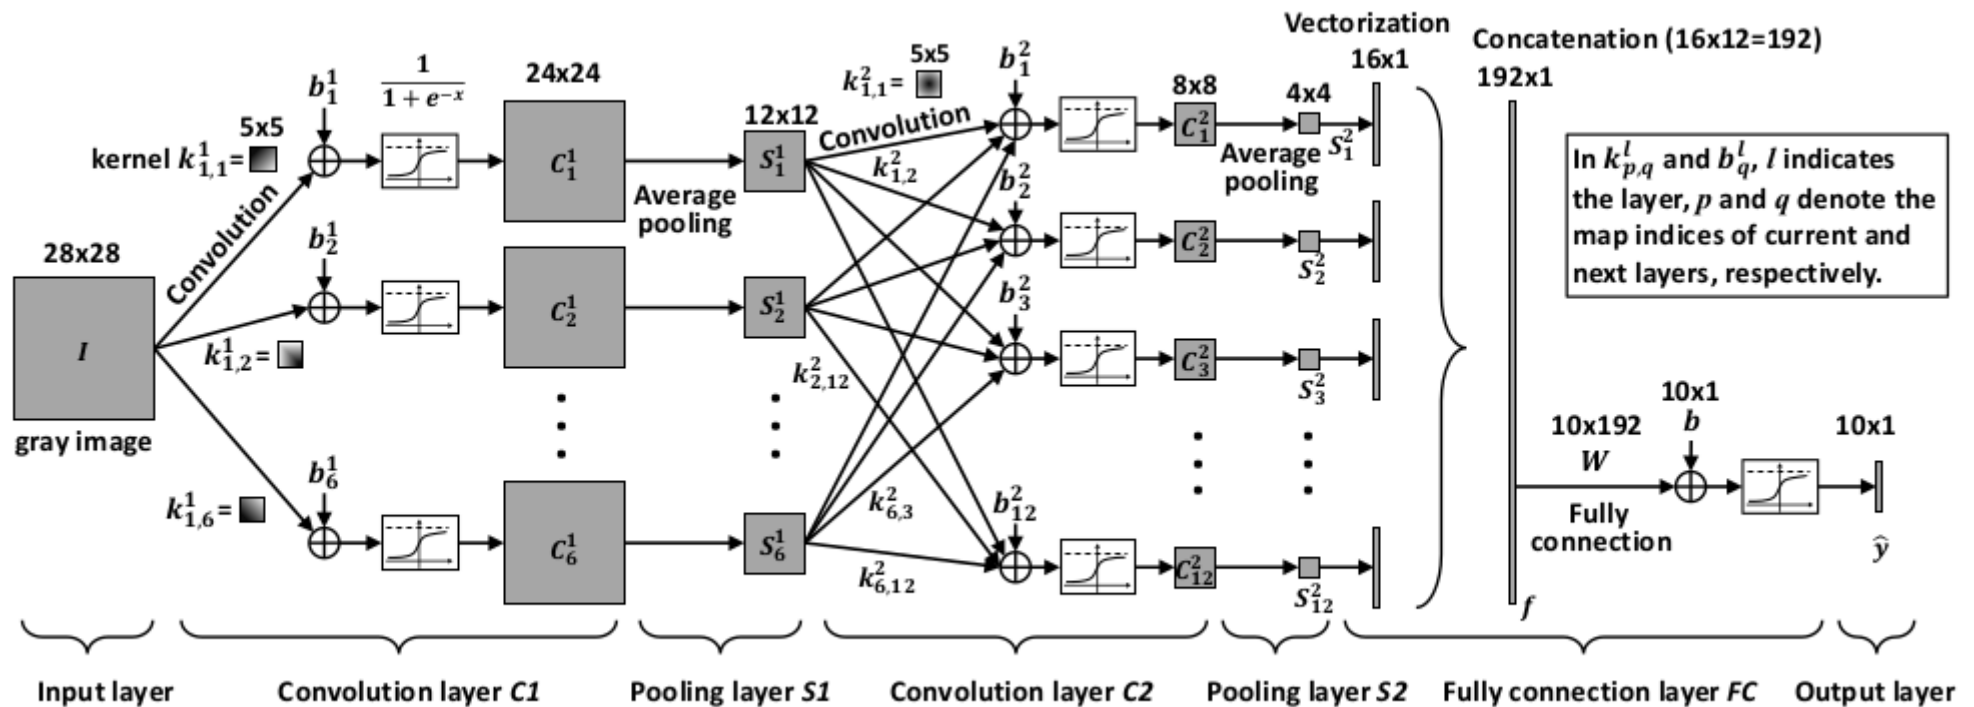 28x28
I
gray image
Convolution
5x5
kernel k^1_{1,1}=
b^1_1
\frac{1}{1 + e^{-x}}
24x24
C^1_1
b^1_2
k^1_{1,2}=
C^1_2
b^1_6
k^1_{1,6}=
C^1_6
Average
pooling
12x12
S^1_1
S^1_2
S^1_6
5x5
k^2_{1,1}=
Convolution
k^2_{1,2}
k^2_{2,12}
k^2_{6,3}
k^2_{6,12}
b^2_1
b^2_2
b^2_3
b^2_{12}
8x8
C^2_1
C^2_2
C^2_3
C^2_{12}
4x4
Average
pooling
S^2_1
S^2_2
S^2_3
S^2_{12}
Vectorization
16x1
Concatenation (16x12=192)
192x1
f
In k^l_{p,q} and b^l_q, l indicates
the layer, p and q denote the
map indices of current and
next layers, respectively.
10x192
W
Fully
connection
10x1
b
10x1
ŷ
Input layer
Convolution layer C1
Pooling layer S1
Convolution layer C2
Pooling layer S2
Fully connection layer FC
Output layer